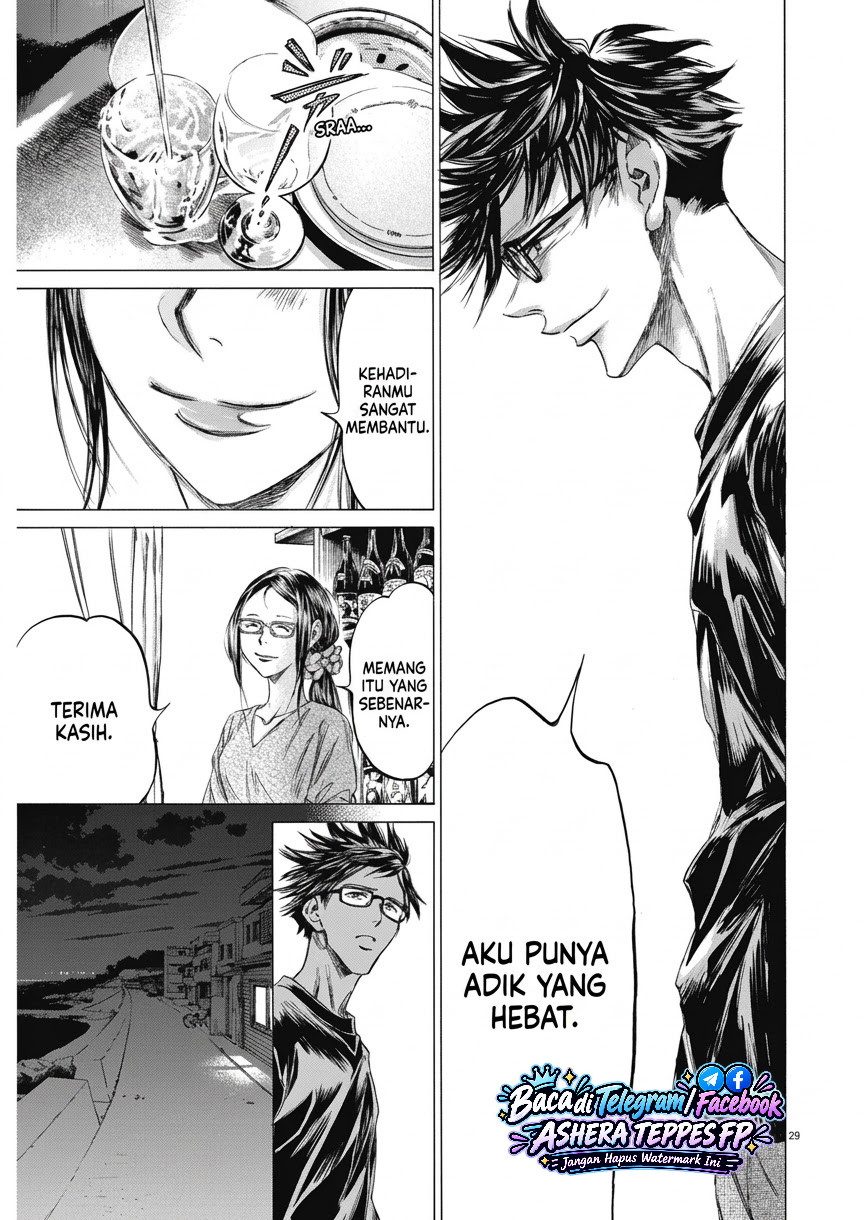 AKU PUNYA
ADIK YANG
HEBAT.
SRAA...
KEHADI-
RANMU
SANGAT
MEMBANTU.
MEMANG
ITU YANG
SEBENAR-
NYA.
TERIMA
KASIH.
Baca di Telegram/Facebook
ASHERA TEPPES FP
Jangan Hapus Watermark Ini
29